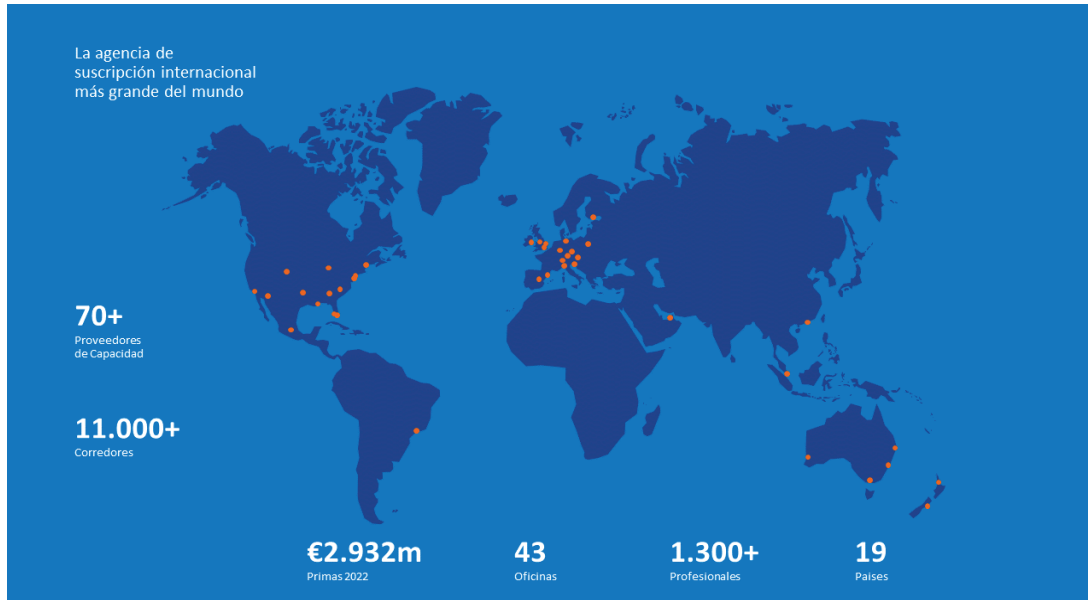 La agencia de
suscripción internacional
más grande del mundo
70+
Proveedores
de Capacidad
11.000+
Corredores
€2.932m
Primas 2022
43
Oficinas
1.300+
Profesionales
19
Paises